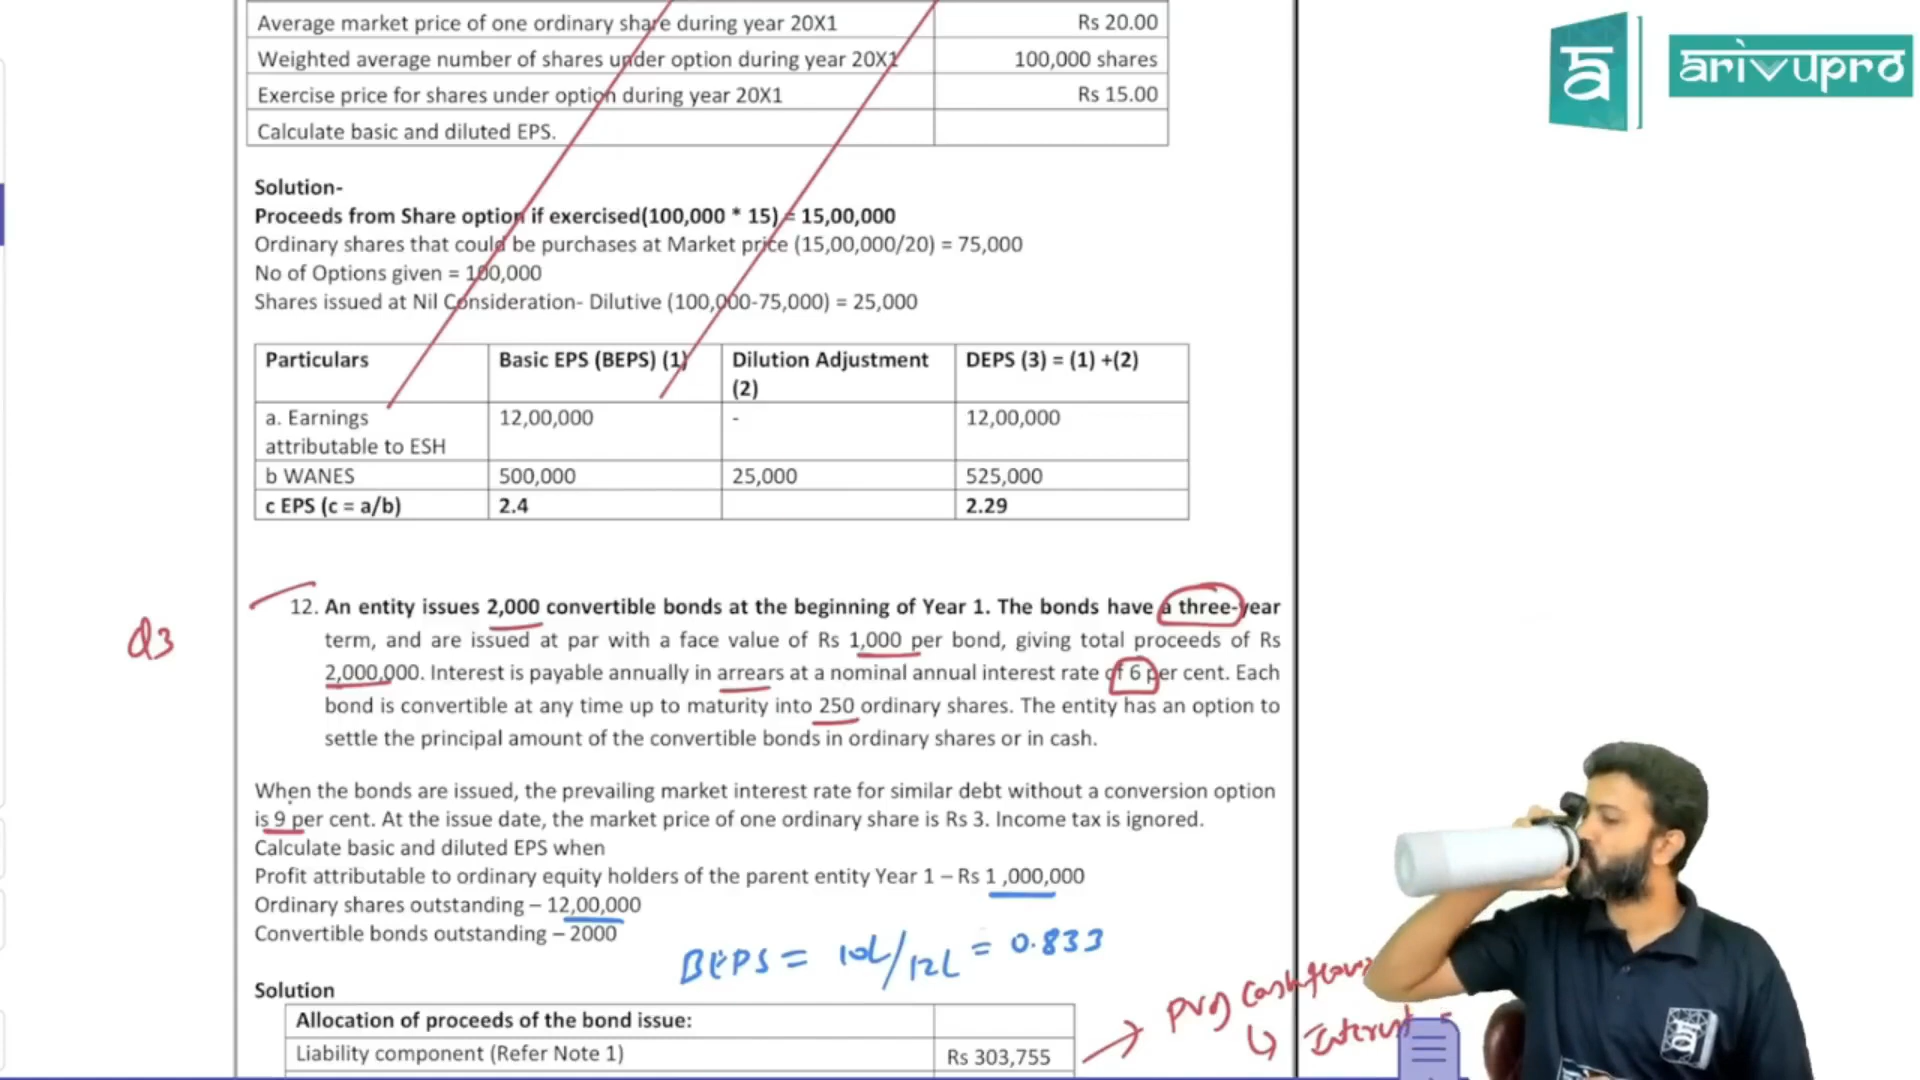 Average market price of one ordinary share during year 20X1 Rs 20.00
Weighted average number of shares under option during year 20X1 100,000 shares
Exercise price for shares under option during year 20X1 Rs 15.00
Calculate basic and diluted EPS.
ā arivupro
Solution-
Proceeds from Share option if exercised(100,000 * 15) = 15,00,000
Ordinary shares that could be purchases at Market price (15,00,000/20) = 75,000
No of Options given = 100,000
Shares issued at Nil Consideration- Dilutive (100,000-75,000) = 25,000
Particulars Basic EPS (BEPS) (1) Dilution Adjustment (2) DEPS (3) = (1) +(2)
a. Earnings attributable to ESH 12,00,000 - 12,00,000
b WANES 500,000 25,000 525,000
c EPS (c = a/b) 2.4 2.29
Q3
12. An entity issues 2,000 convertible bonds at the beginning of Year 1. The bonds have a three-year
term, and are issued at par with a face value of Rs 1,000 per bond, giving total proceeds of Rs
2,000,000. Interest is payable annually in arrears at a nominal annual interest rate of 6 per cent. Each
bond is convertible at any time up to maturity into 250 ordinary shares. The entity has an option to
settle the principal amount of the convertible bonds in ordinary shares or in cash.
When the bonds are issued, the prevailing market interest rate for similar debt without a conversion option
is 9 per cent. At the issue date, the market price of one ordinary share is Rs 3. Income tax is ignored.
Calculate basic and diluted EPS when
Profit attributable to ordinary equity holders of the parent entity Year 1 – Rs 1 ,000,000
Ordinary shares outstanding – 12,00,000
Convertible bonds outstanding – 2000
BEPS = 10L/12L = 0.833
Solution
Allocation of proceeds of the bond issue:
Liability component (Refer Note 1) Rs 303,755
Interest